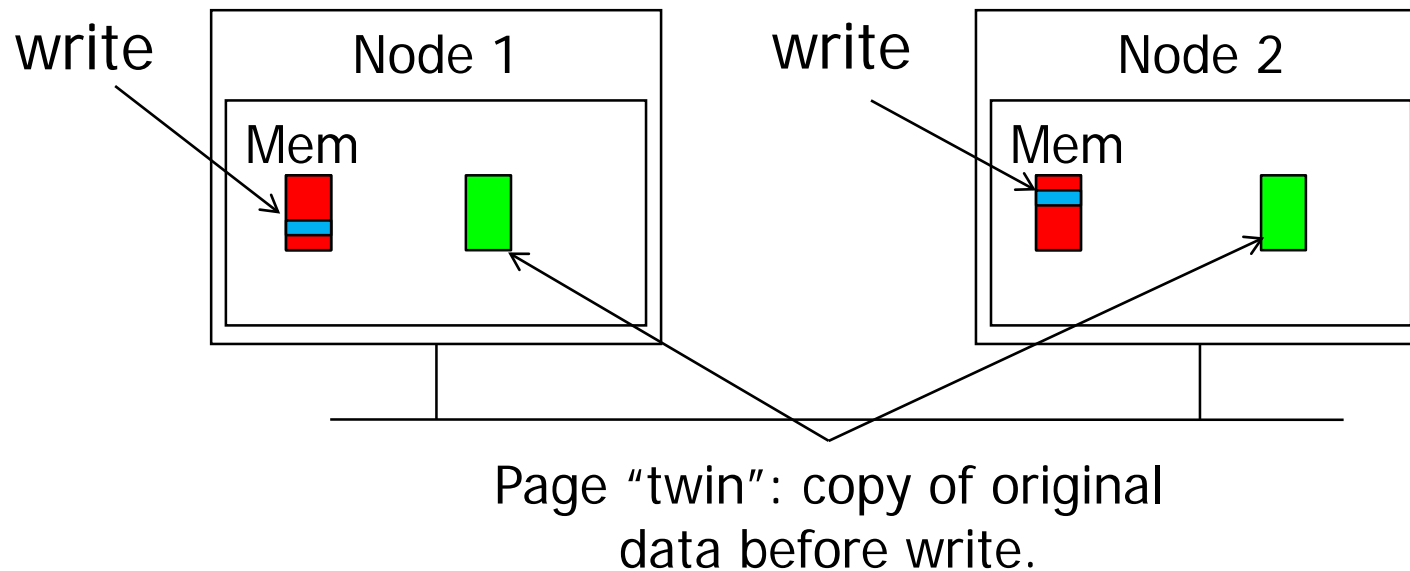 write
Node 1
write
Node 2
Mem
Mem
Page “twin”: copy of original
data before write.